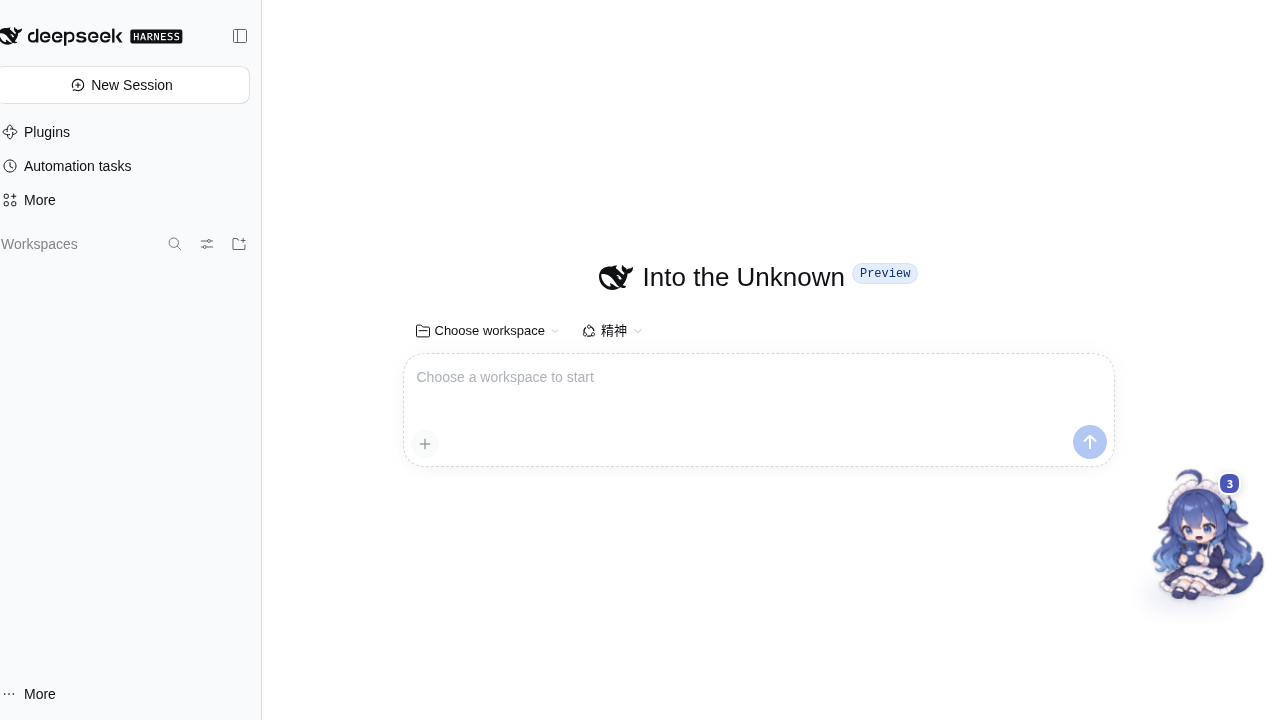 deepseek HARNESS
New Session
Plugins
Automation tasks
More
Workspaces
Into the Unknown Preview
Choose workspace 精神
Choose a workspace to start
3
More